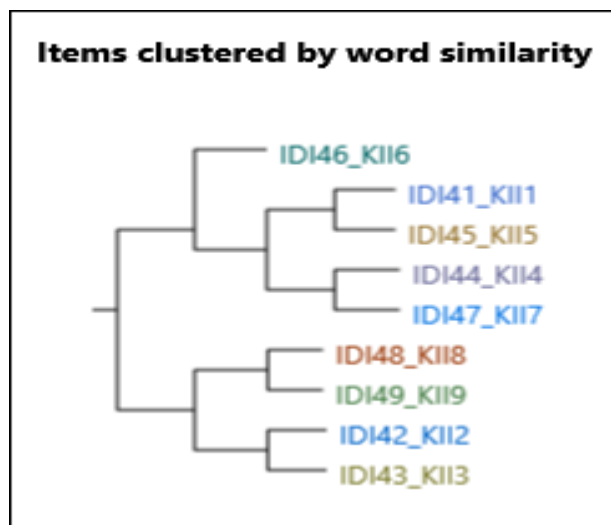 Items clustered by word similarity
IDI46_KII6
IDI41_KII1
IDI45_KII5
IDI44_KII4
IDI47_KII7
IDI48_KII8
IDI49_KII9
IDI42_KII2
IDI43_KII3